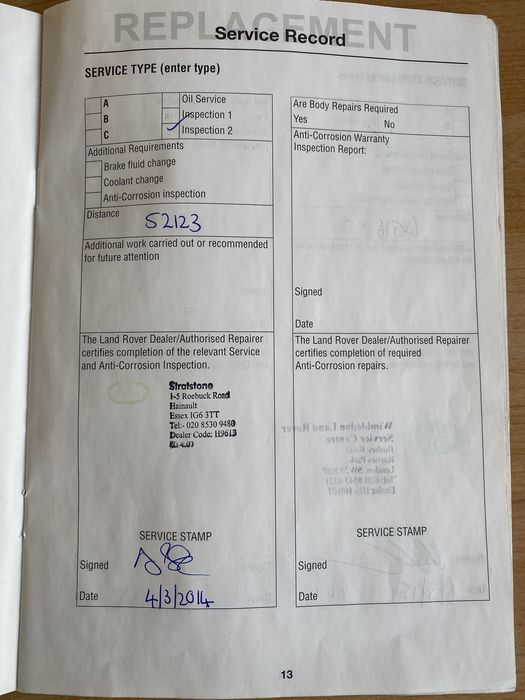 REPLACEMENT
Service Record
SERVICE TYPE (enter type)
A
B
C
Oil Service
Inspection 1
Inspection 2
Additional Requirements
Brake fluid change
Coolant change
Anti-Corrosion inspection
Distance
52123
Additional work carried out or recommended
for future attention
The Land Rover Dealer/Authorised Repairer
certifies completion of the relevant Service
and Anti-Corrosion Inspection.
Stratstone
1-5 Roebuck Road
Hainault
Essex IG6 3TT
Tel:- 020 8530 9480
Dealer Code: H9613
SERVICE STAMP
Signed
Date
4/3/2014
Are Body Repairs Required
Yes
No
Anti-Corrosion Warranty
Inspection Report:
Signed
Date
The Land Rover Dealer/Authorised Repairer
certifies completion of required
Anti-Corrosion repairs.
SERVICE STAMP
Signed
Date
13